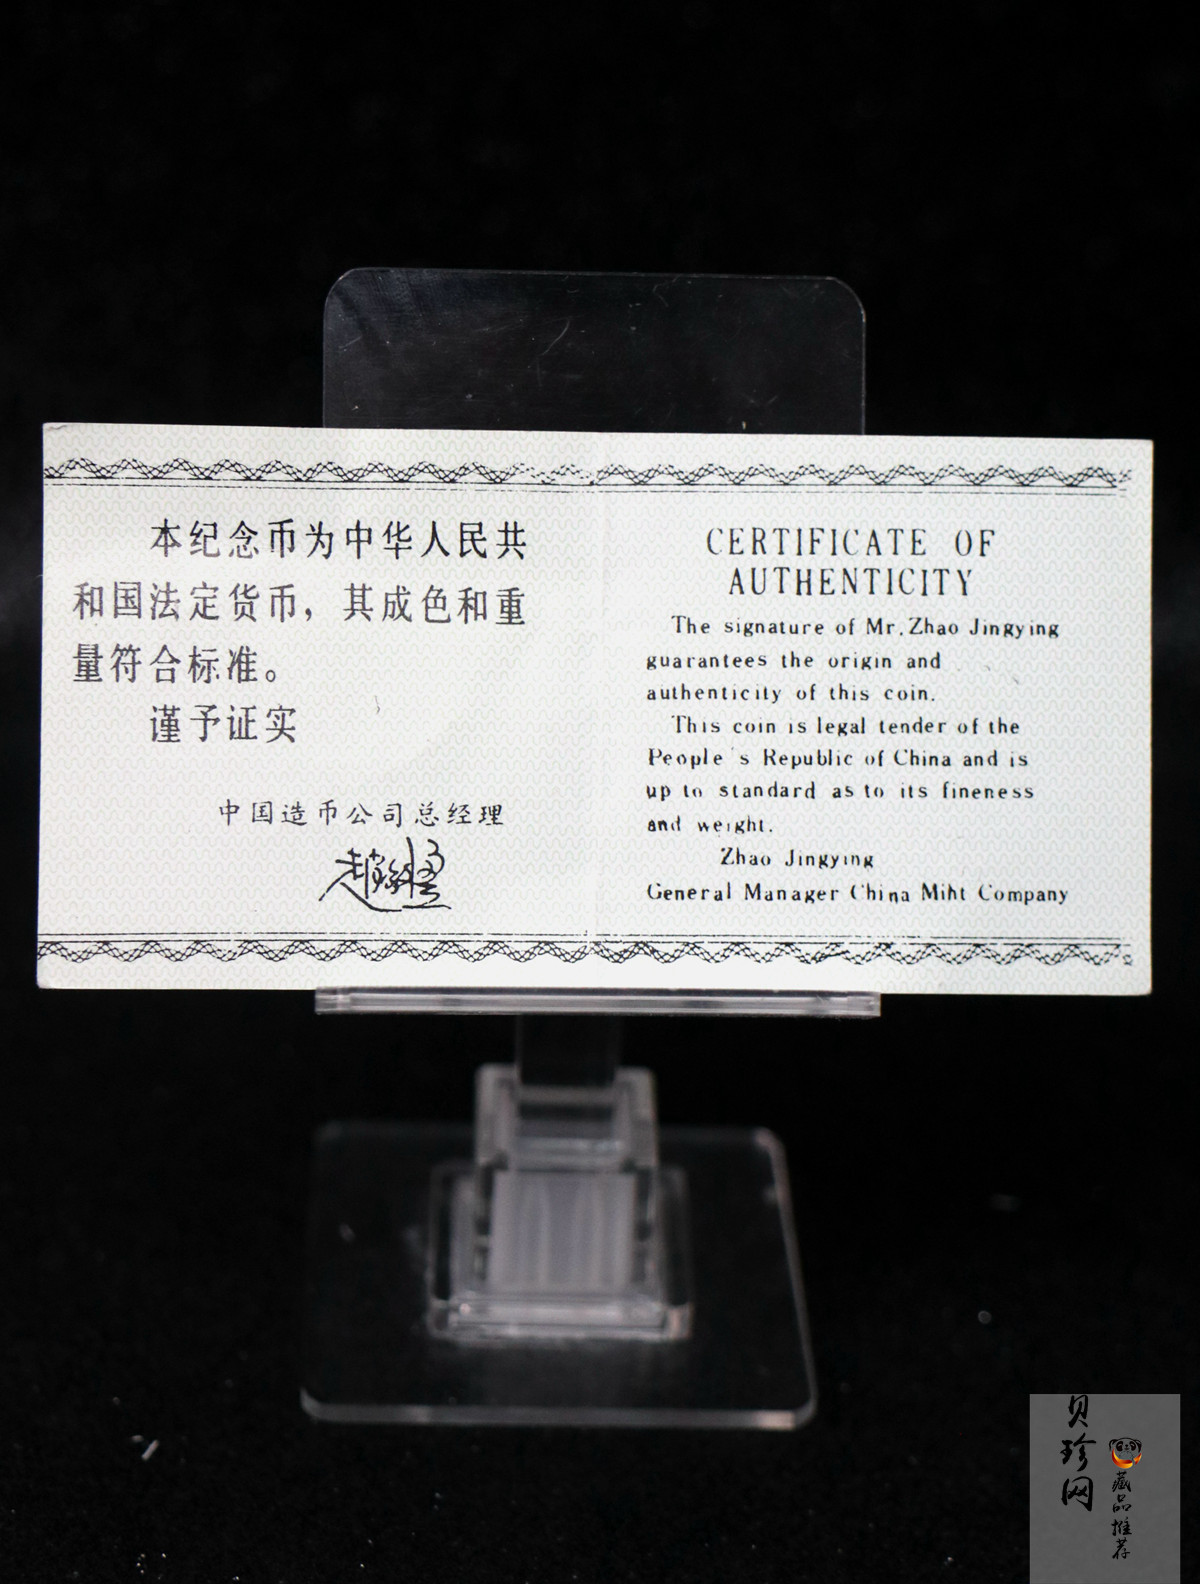 本纪念币为中华人民共
和国法定货币，其成色和重
量符合标准。
谨予证实
中国造币公司总经理
CERTIFICATE OF
AUTHENTICITY
The signature of Mr. Zhao Jingying
guarantees the origin and
authenticity of this coin.
This coin is legal tender of the
People's Republic of China and is
up to standard as to its fineness
and weight.
Zhao Jingying
General Manager China Miht Company
贝珍网
藏品推荐